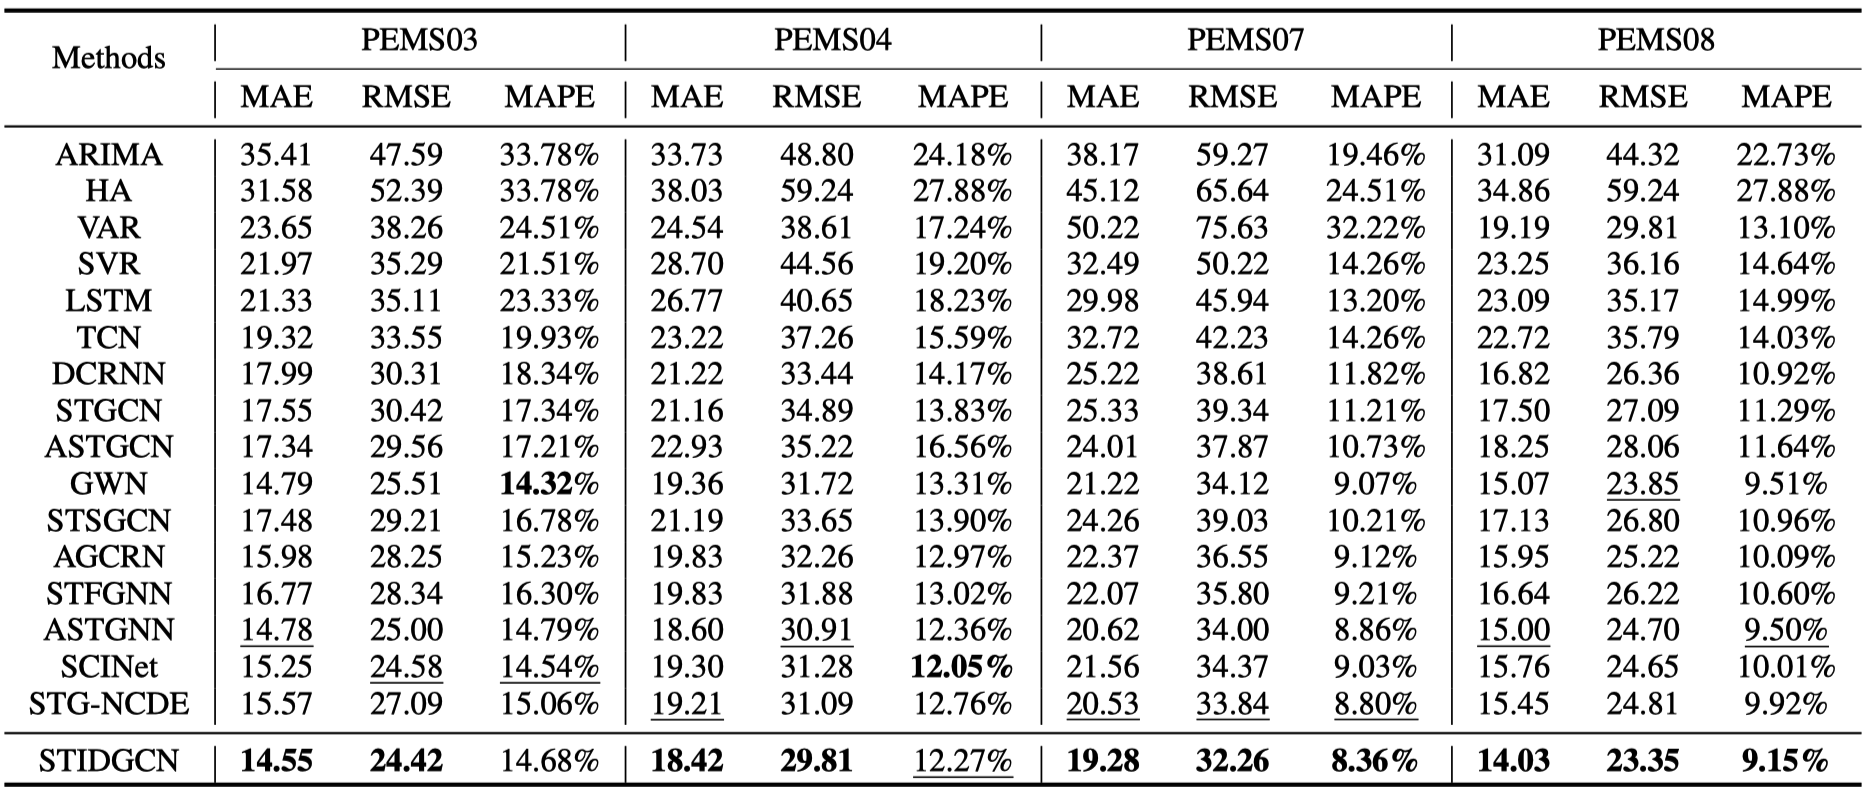 Methods PEMS03 PEMS04 PEMS07 PEMS08
MAE RMSE MAPE MAE RMSE MAPE MAE RMSE MAPE MAE RMSE MAPE
ARIMA 35.41 47.59 33.78% 33.73 48.80 24.18% 38.17 59.27 19.46% 31.09 44.32 22.73%
HA 31.58 52.39 33.78% 38.03 59.24 27.88% 45.12 65.64 24.51% 34.86 59.24 27.88%
VAR 23.65 38.26 24.51% 24.54 38.61 17.24% 50.22 75.63 32.22% 19.19 29.81 13.10%
SVR 21.97 35.29 21.51% 28.70 44.56 19.20% 32.49 50.22 14.26% 23.25 36.16 14.64%
LSTM 21.33 35.11 23.33% 26.77 40.65 18.23% 29.98 45.94 13.20% 23.09 35.17 14.99%
TCN 19.32 33.55 19.93% 23.22 37.26 15.59% 32.72 42.23 14.26% 22.72 35.79 14.03%
DCRNN 17.99 30.31 18.34% 21.22 33.44 14.17% 25.22 38.61 11.82% 16.82 26.36 10.92%
STGCN 17.55 30.42 17.34% 21.16 34.89 13.83% 25.33 39.34 11.21% 17.50 27.09 11.29%
ASTGCN 17.34 29.56 17.21% 22.93 35.22 16.56% 24.01 37.87 10.73% 18.25 28.06 11.64%
GWN 14.79 25.51 14.32% 19.36 31.72 13.31% 21.22 34.12 9.07% 15.07 23.85 9.51%
STSGCN 17.48 29.21 16.78% 21.19 33.65 13.90% 24.26 39.03 10.21% 17.13 26.80 10.96%
AGCRN 15.98 28.25 15.23% 19.83 32.26 12.97% 22.37 36.55 9.12% 15.95 25.22 10.09%
STFGNN 16.77 28.34 16.30% 19.83 31.88 13.02% 22.07 35.80 9.21% 16.64 26.22 10.60%
ASTGNN 14.78 25.00 14.79% 18.60 30.91 12.36% 20.62 34.00 8.86% 15.00 24.70 9.50%
SCINet 15.25 24.58 14.54% 19.30 31.28 12.05% 21.56 34.37 9.03% 15.76 24.65 10.01%
STG-NCDE 15.57 27.09 15.06% 19.21 31.09 12.76% 20.53 33.84 8.80% 15.45 24.81 9.92%
STIDGCN 14.55 24.42 14.68% 18.42 29.81 12.27% 19.28 32.26 8.36% 14.03 23.35 9.15%